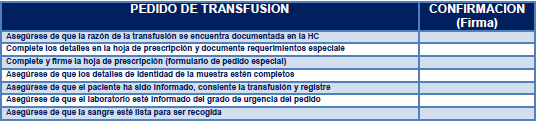 PEDIDO DE TRANSFUSION
CONFIRMACION
(Firma)
Asegúrese de que la razón de la transfusión se encuentra documentada en la HC
Complete los detalles en la hoja de prescripción y documente requerimientos especiale
Complete y firme la hoja de prescripción (formulario de pedido especial)
Asegúrese de que los detalles de identidad de la muestra estén completos
Asegúrese de que el paciente ha sido informado, consiente la transfusión y registre
Asegúrese de que el laboratorio esté informado del grado de urgencia del pedido
Asegúrese de que la sangre esté lista para ser recogida